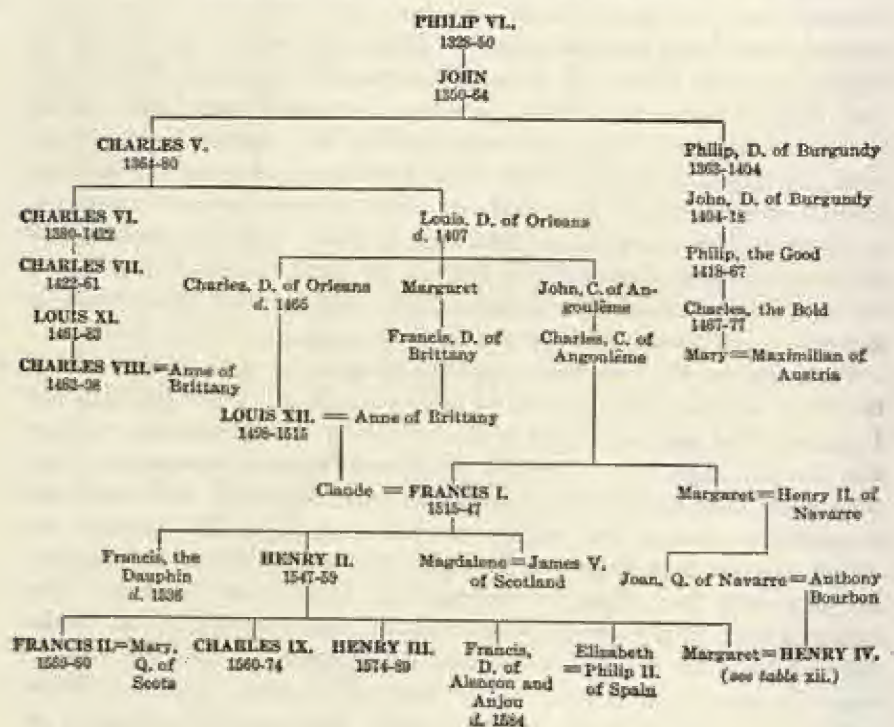 PHILIP VI.
1328-50
JOHN
1350-64
CHARLES V.
1364-80
Philip, D. of Burgundy
1363-1404
John, D. of Burgundy
1404-18
Philip, the Good
1418-67
Charles, the Bold
1467-77
Mary = Maximilian of
Austria
CHARLES VI.
1380-1422
CHARLES VII.
1422-61
LOUIS XI.
1461-83
CHARLES VIII. = Anne of
Brittany
1483-98
Louis, D. of Orleans
d. 1407
Charles, D. of Orleans
d. 1465
Margaret
Francis, D. of
Brittany
John, C. of An-
goulême
Charles, C. of
Angoulême
LOUIS XII. = Anne of Brittany
1498-1515
Claude = FRANCIS I.
1515-47
Margaret = Henry II. of
Navarre
Francis, the
Dauphin
d. 1536
HENRY II.
1547-59
Magdalene = James V.
of Scotland
Joan, Q. of Navarre = Anthony
Bourbon
FRANCIS II. = Mary,
1559-60 Q. of
Scots
CHARLES IX.
1560-74
HENRY III.
1574-89
Francis,
D. of
Alençon and
Anjou
d. 1584
Elisabeth
= Philip II.
of Spain
Margaret = HENRY IV.
(see table xii.)